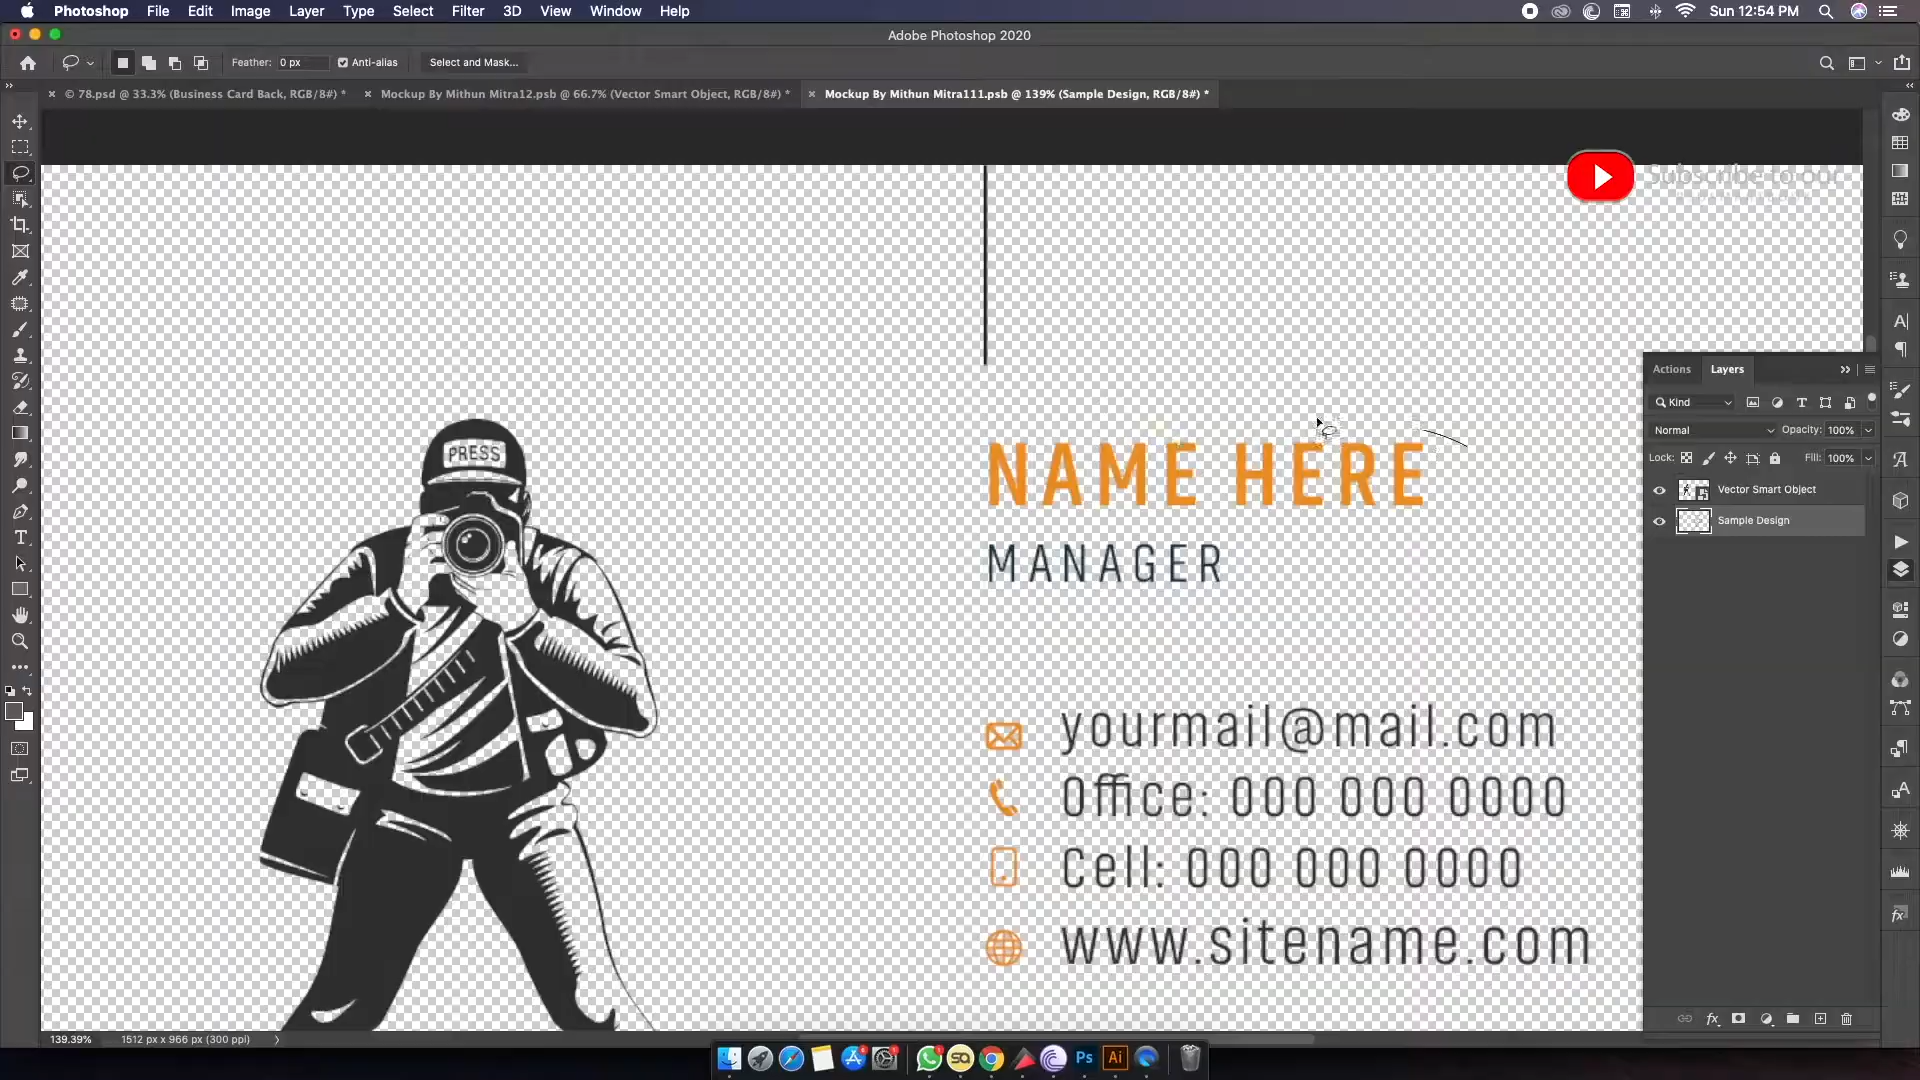 Photoshop File Edit Image Layer Type Select Filter 3D View Window Help Sun 12:54 PM
Adobe Photoshop 2020
Feather: 0 px Anti-alias Select and Mask...
© 78.psd @ 33.3% (Business Card Back, RGB/8#) * Mockup By Mithun Mitra12.psb @ 66.7% (Vector Smart Object, RGB/8#) * Mockup By Mithun Mitra111.psb @ 139% (Sample Design, RGB/8#) *
Subscribe to our
Actions Layers
Kind
Normal Opacity: 100%
Lock: Fill: 100%
Vector Smart Object
Sample Design
PRESS
NAME HERE
MANAGER
yourmail@mail.com
Office: 000 000 0000
Cell: 000 000 0000
www.sitename.com
139.39% 1512 px x 966 px (300 ppi)
Ps Ai